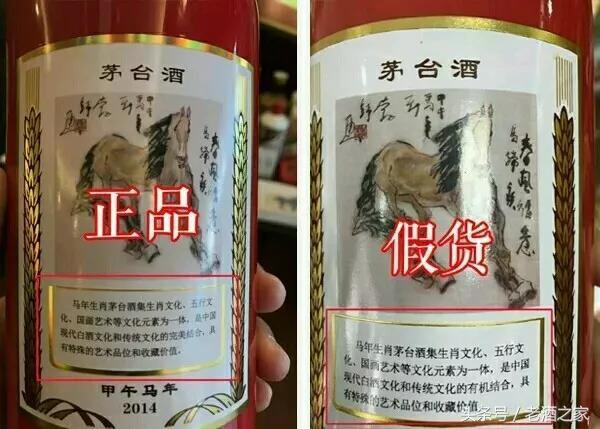 茅台酒
正品
马年生肖茅台酒集生肖文化、五行文
化、国画艺术等文化元素为一体，是中国
现代白酒文化和传统文化的完美结合，具
有特殊的艺术品位和收藏价值。
甲午马年
2014
茅台酒
春風得意
馬蹄疾
假货
马年生肖茅台酒集生肖文化、五行文
化、国画艺术等文化元素为一体，是中国
现代白酒文化和传统文化的有机结合，具
有特殊的艺术品位和收藏价值
头条号 / 老酒之家